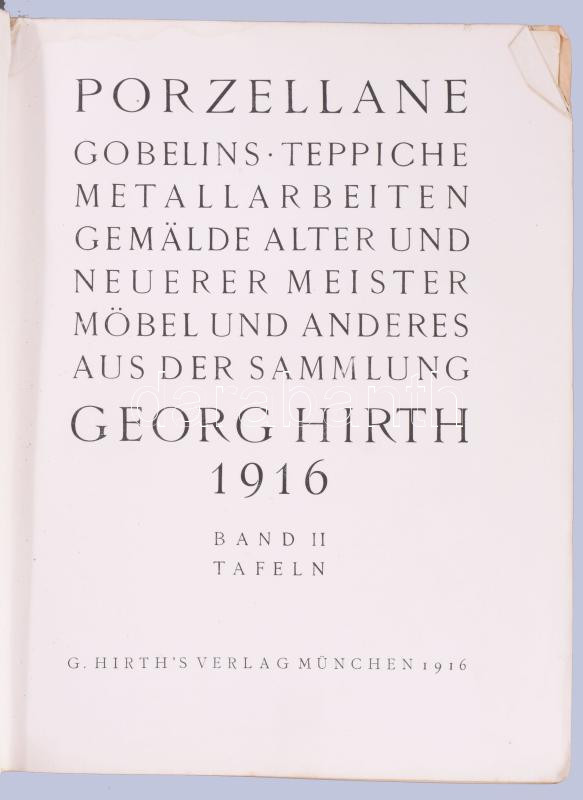 PORZELLANE
GOBELINS · TEPPICHE
METALLARBEITEN
GEMÄLDE ALTER UND
NEUERER MEISTER
MÖBEL UND ANDERES
AUS DER SAMMLUNG
darabanth
GEORG HIRTH
1916
BAND II
TAFELN
G. HIRTH'S VERLAG MÜNCHEN 1916